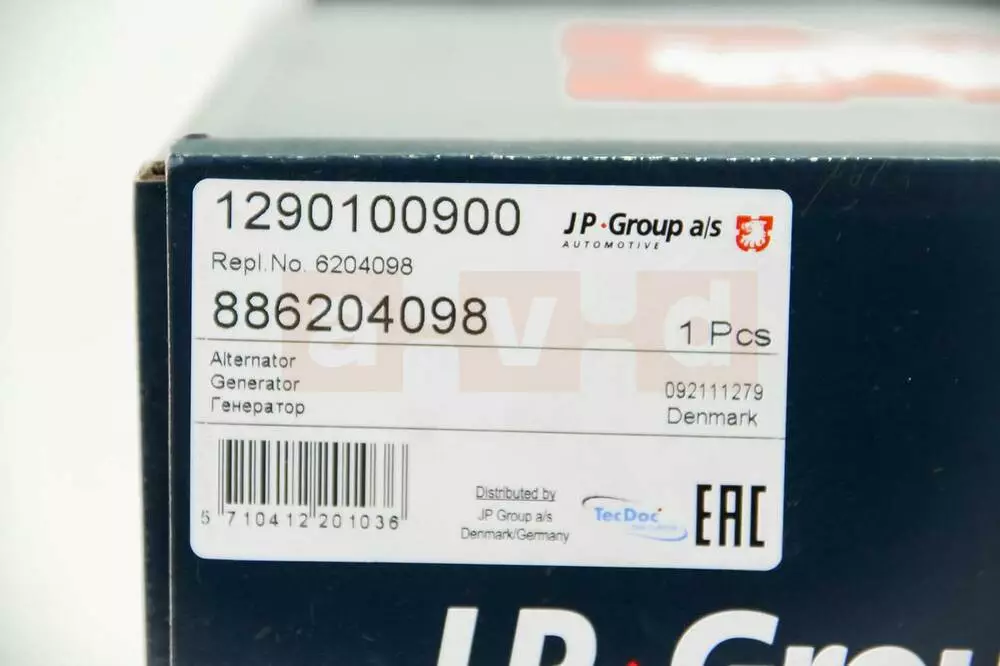 1290100900
JP·Group a/s
AUTOMOTIVE
Repl.No. 6204098
886204098
1 Pcs
a·v·d
Alternator
Generator
Генератор
092111279
Denmark
5 710412 201036
Distributed by
JP Group a/s
Denmark/Germany
TecDoc
EAC
JP·Grou